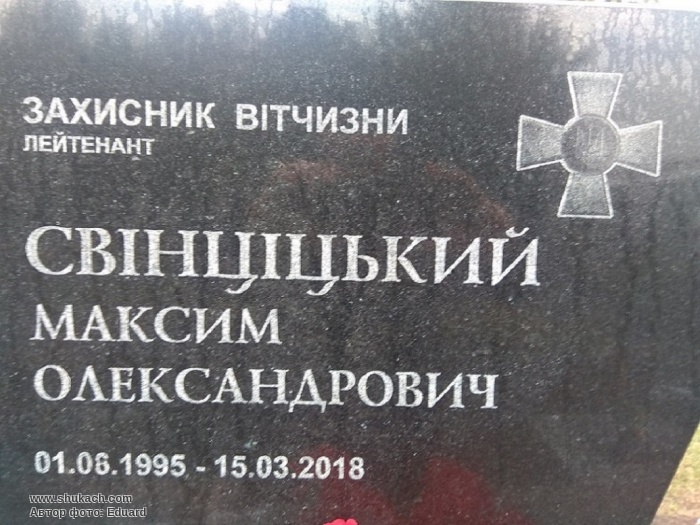 ЗАХИСНИК ВІТЧИЗНИ
ЛЕЙТЕНАНТ
СВІНЦІЦЬКИЙ
МАКСИМ
ОЛЕКСАНДРОВИЧ
01.06.1995 - 15.03.2018
www.shukach.com
Автор фото: Eduard